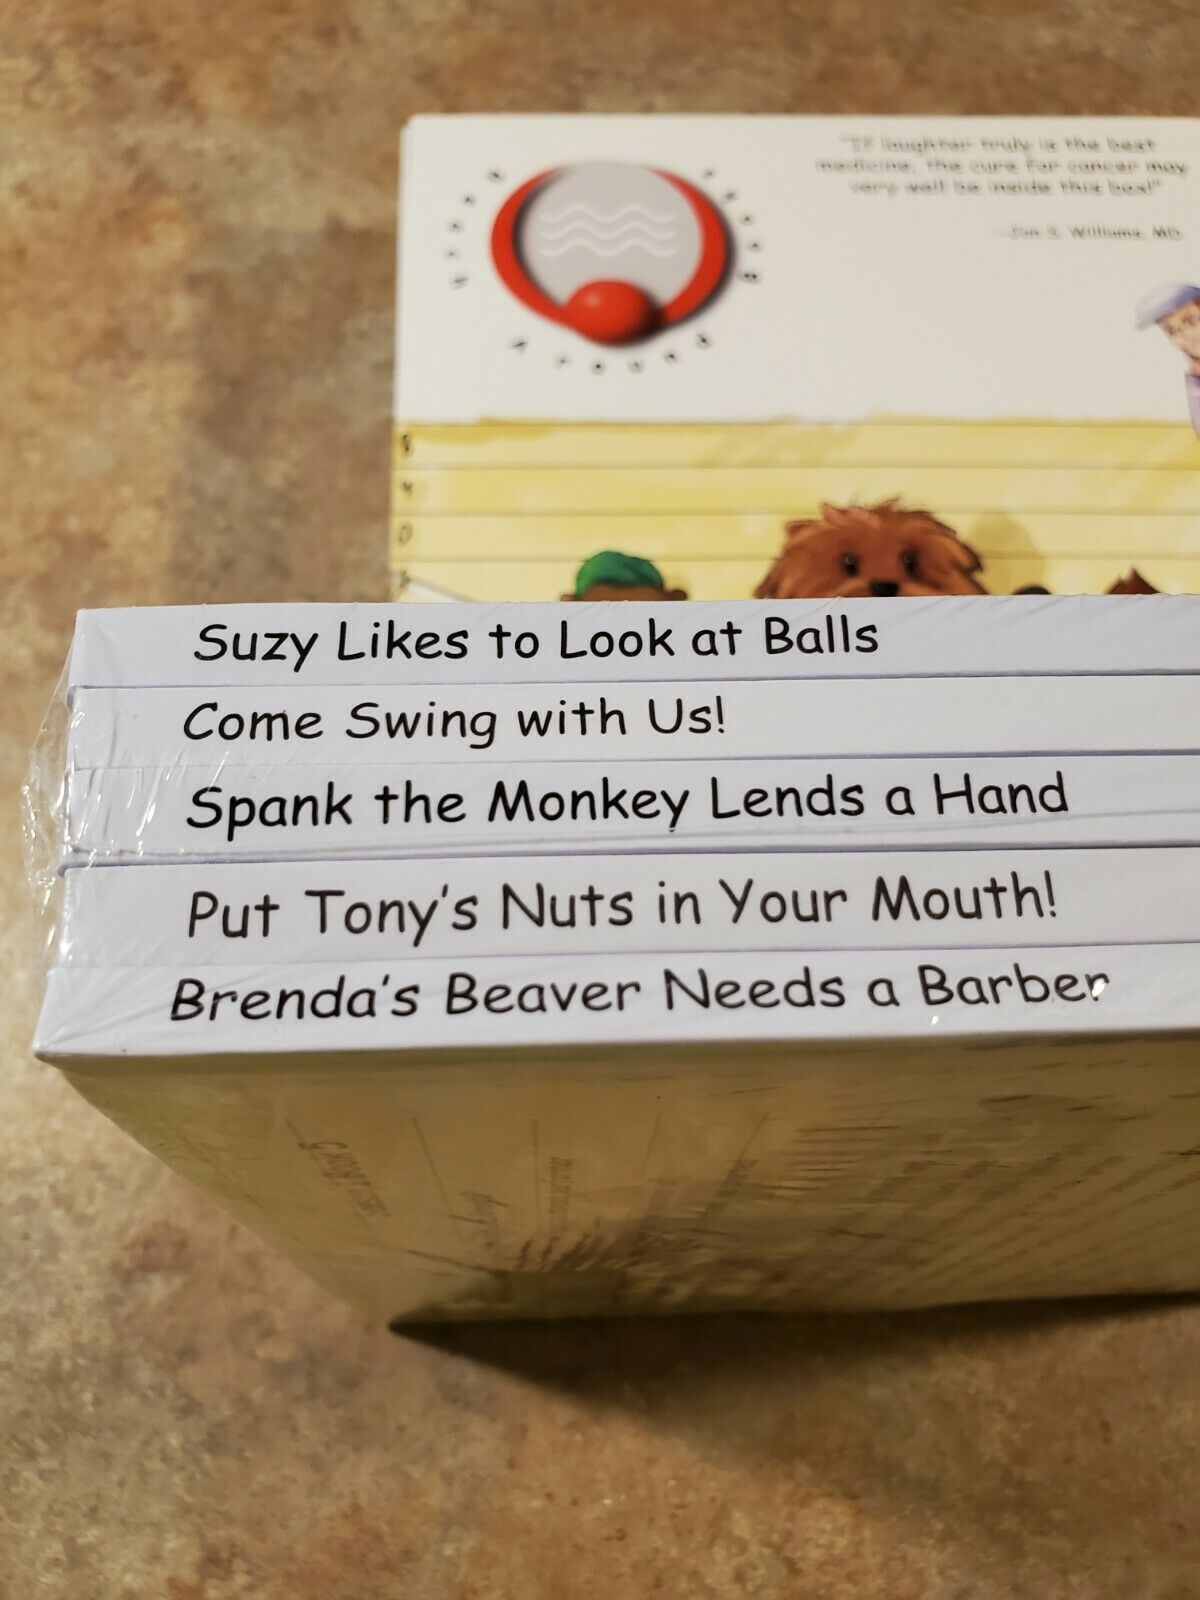 "If laughter truly is the best
medicine, the cure for cancer may
very well be inside this box!"
Suzy Likes to Look at Balls
Come Swing with Us!
Spank the Monkey Lends a Hand
Put Tony's Nuts in Your Mouth!
Brenda's Beaver Needs a Barber